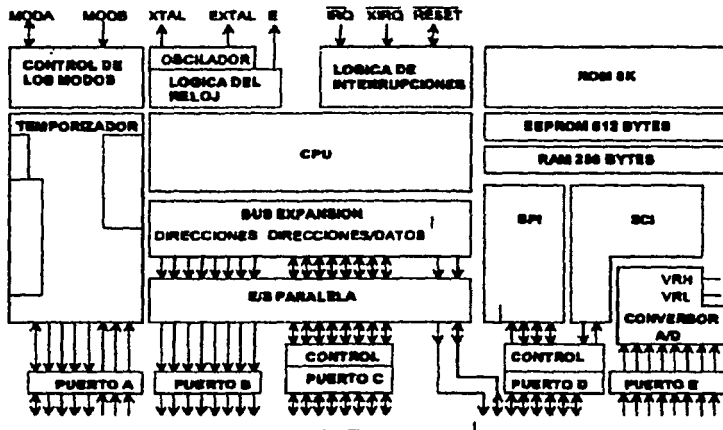 MODA MODB XTAL EXTAL E IRQ XIRQ RESET
CONTROL DE
LOS MODOS
OSCILADOR
LOGICA DEL
RELOJ
LOGICA DE
INTERRUPCIONES
ROM 8K
TEMPORIZADOR
CPU
EEPROM 512 BYTES
RAM 256 BYTES
BUS EXPANSION
DIRECCIONES DIRECCIONES/DATOS
SPI
SCI
E/S PARALELA
VRH
VRL
CONVERSOR
A/D
CONTROL
PUERTO A
PUERTO B
PUERTO C
CONTROL
PUERTO D
PUERTO E